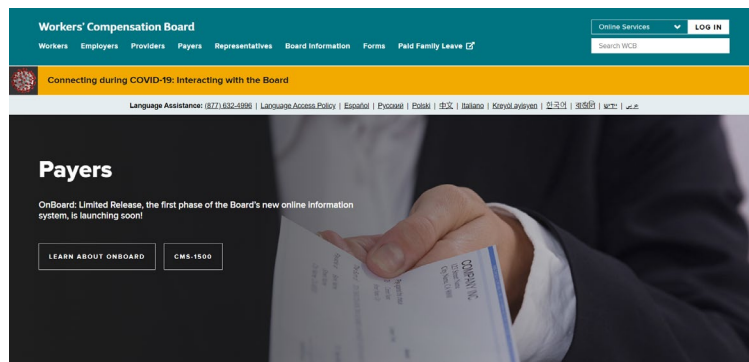 Workers' Compensation Board
Online Services
LOG IN
Workers Employers Providers Payers Representatives Board Information Forms Paid Family Leave
Search WCB
Connecting during COVID-19: Interacting with the Board
Language Assistance: (877) 632-4996 | Language Access Policy | Español | Русский | Polski | 中文 | Italiano | Kreyòl ayisyen | 한국어 | বাঙালি | אידיש | عربي
Payers
OnBoard: Limited Release, the first phase of the Board's new online information
system, is launching soon!
LEARN ABOUT ONBOARD
CMS-1500
COMPANY INC